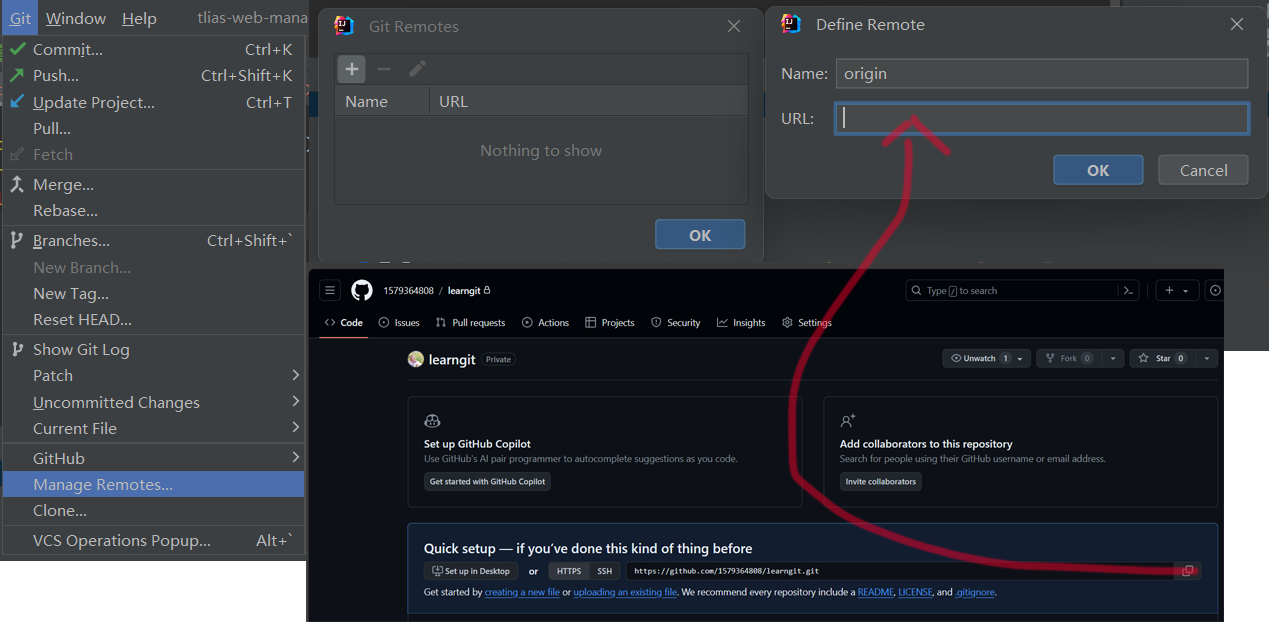 Git Window Help tlias-web-mana
Commit... Ctrl+K
Push... Ctrl+Shift+K
Update Project... Ctrl+T
Pull...
Fetch
Merge...
Rebase...
Branches... Ctrl+Shift+`
New Branch...
New Tag...
Reset HEAD...
Show Git Log
Patch
Uncommitted Changes
Current File
GitHub
Manage Remotes...
Clone...
VCS Operations Popup... Alt+`
Git Remotes
Name URL
Nothing to show
OK
Define Remote
Name: origin
URL:
OK Cancel
1579364808 / learngit
Type / to search
Code Issues Pull requests Actions Projects Security Insights Settings
learngit Private
Unwatch 1 Fork 0 Star 0
Set up GitHub Copilot
Use GitHub's AI pair programmer to autocomplete suggestions as you code.
Get started with GitHub Copilot
Add collaborators to this repository
Search for people using their GitHub username or email address.
Invite collaborators
Quick setup — if you've done this kind of thing before
Set up in Desktop or HTTPS SSH https://github.com/1579364808/learngit.git
Get started by creating a new file or uploading an existing file. We recommend every repository include a README, LICENSE, and .gitignore.